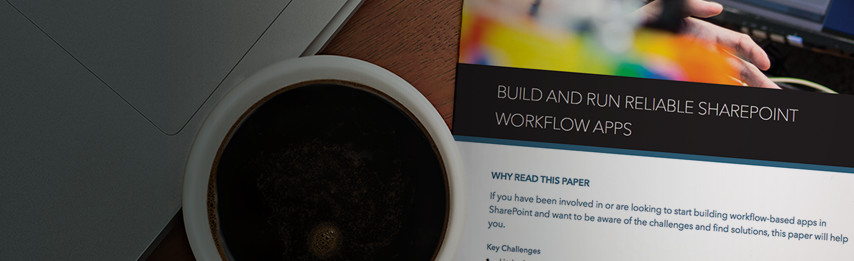 BUILD AND RUN RELIABLE SHAREPOINT
WORKFLOW APPS
WHY READ THIS PAPER
If you have been involved in or are looking to start building workflow-based apps in
SharePoint and want to be aware of the challenges and find solutions, this paper will help
you.
Key Challenges